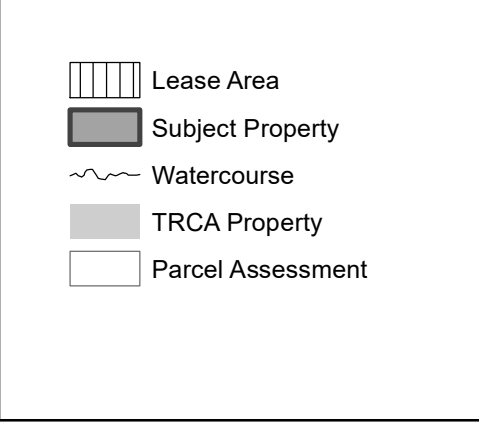 Lease Area
Subject Property
Watercourse
TRCA Property
Parcel Assessment